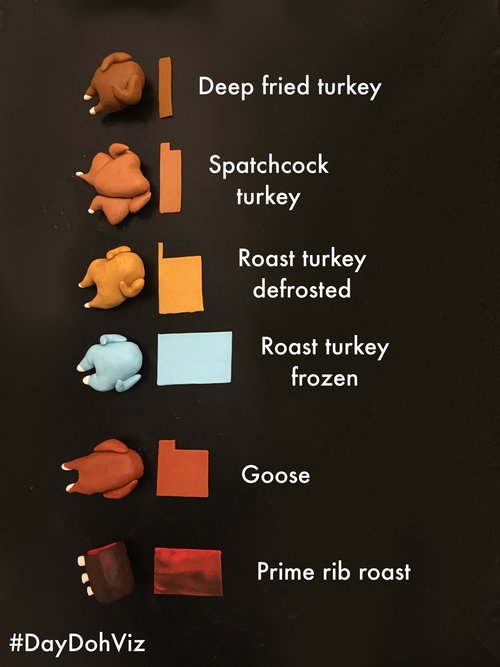 Deep fried turkey
Spatchcock
turkey
Roast turkey
defrosted
Roast turkey
frozen
Goose
Prime rib roast
#DayDohViz